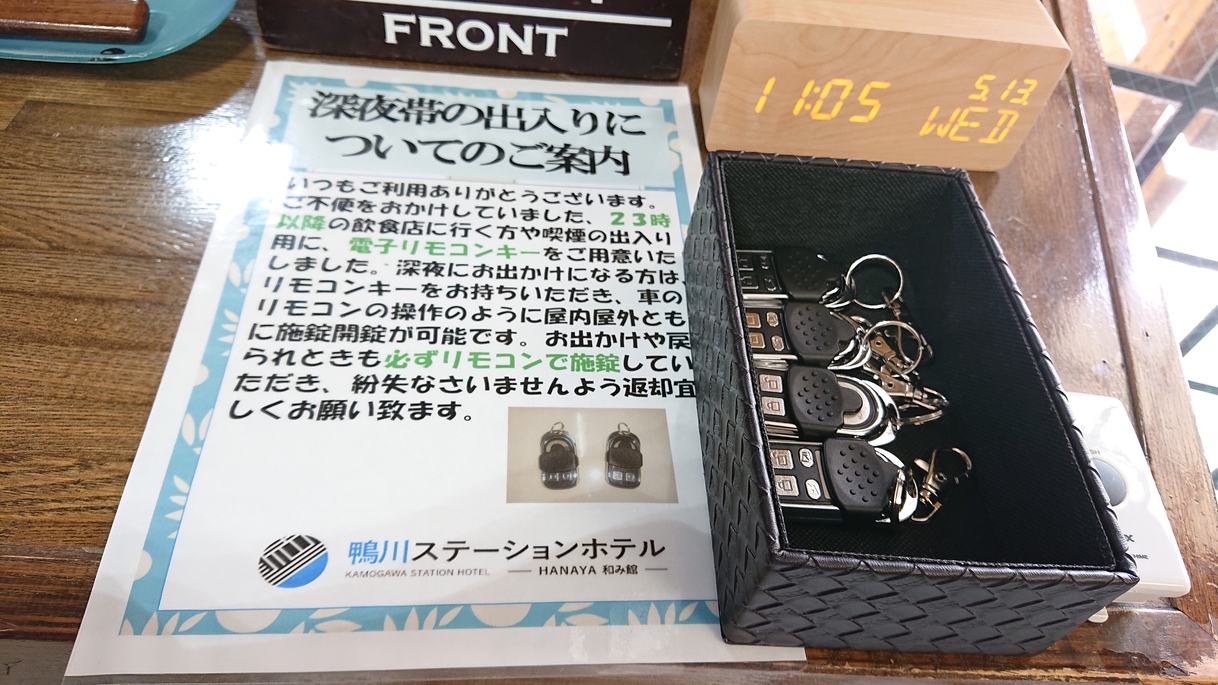 FRONT
11:05
5.13.
WED
深夜帯の出入りに
ついてのご案内
いつもご利用ありがとうございます。
ご不便をおかけしていました、23時
以降の飲食店に行く方や喫煙の出入り
用に、電子リモコンキーをご用意いた
しました。深夜にお出かけになる方は、
リモコンキーをお持ちいただき、車の
リモコンの操作のように屋内屋外とも
に施錠開錠が可能です。お出かけや戻
られときも必ずリモコンで施錠してい
ただき、紛失なさいませんよう返却宜
しくお願い致ます。
鴨川ステーションホテル
KAMOGAWA STATION HOTEL — HANAYA 和み館 —